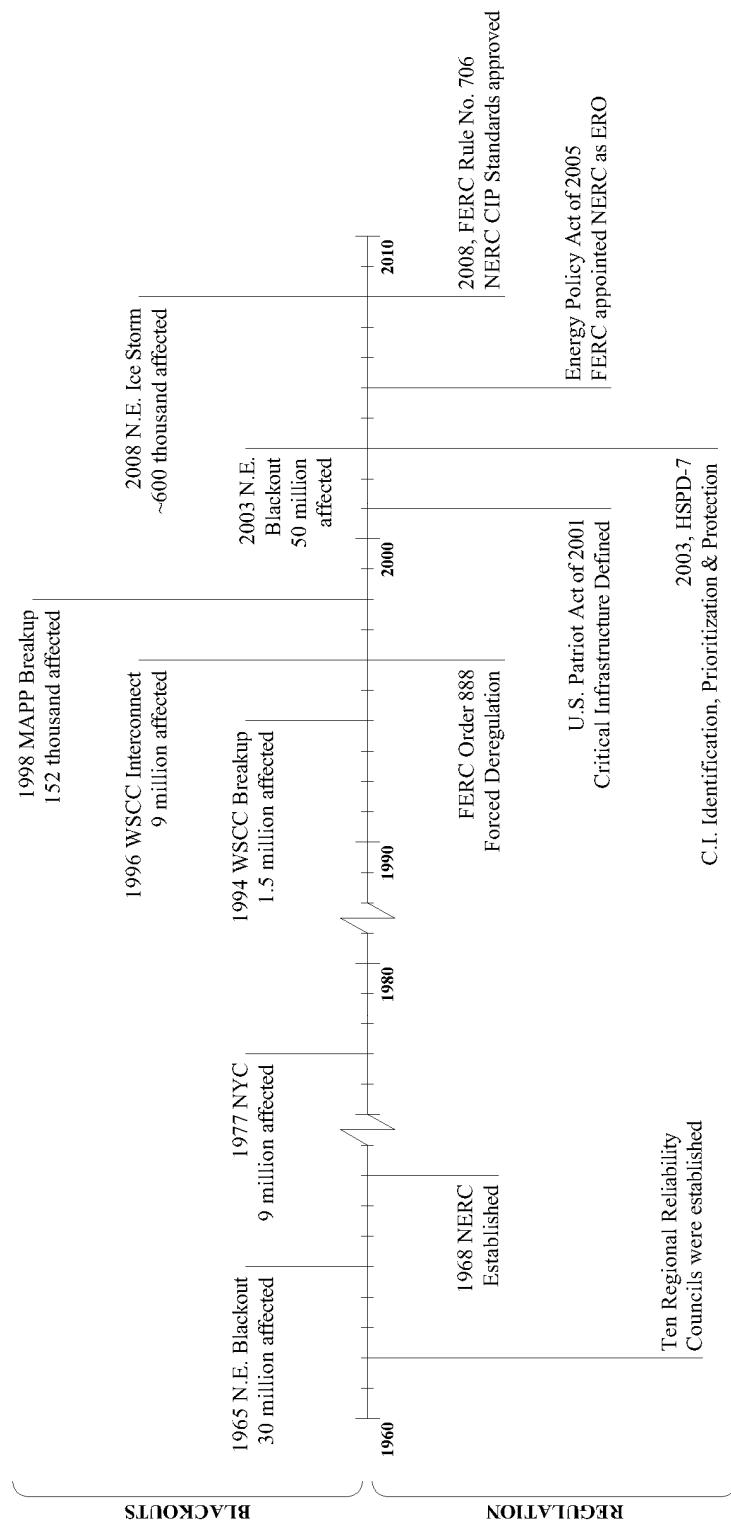 BLACKOUTS
1998 MAPP Breakup
152 thousand affected
1996 WSCC Interconnect
9 million affected
2008 N.E. Ice Storm
~600 thousand affected
1965 N.E. Blackout
30 million affected
1977 NYC
9 million affected
1994 WSCC Breakup
1.5 million affected
2003 N.E.
Blackout
50 million
affected
1960
1980
1990
2000
2010
REGULATION
1968 NERC
Established
FERC Order 888
Forced Deregulation
2008, FERC Rule No. 706
NERC CIP Standards approved
U.S. Patriot Act of 2001
Critical Infrastructure Defined
Energy Policy Act of 2005
FERC appointed NERC as ERO
Ten Regional Reliability
Councils were established
2003, HSPD-7
C.I. Identification, Prioritization & Protection